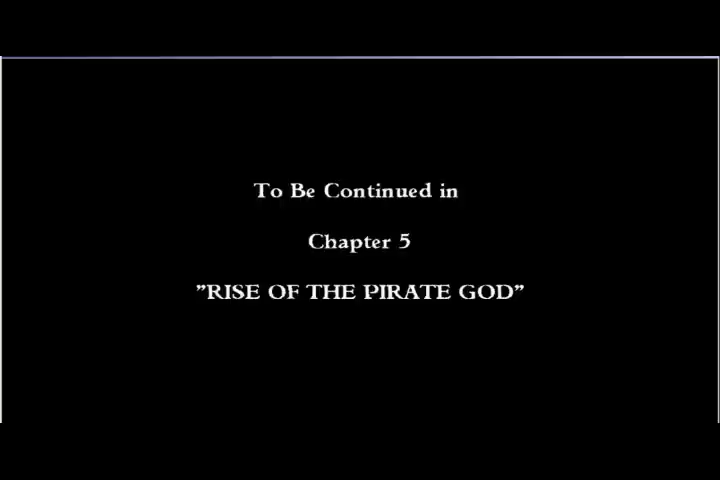 To Be Continued in
Chapter 5
”RISE OF THE PIRATE GOD”